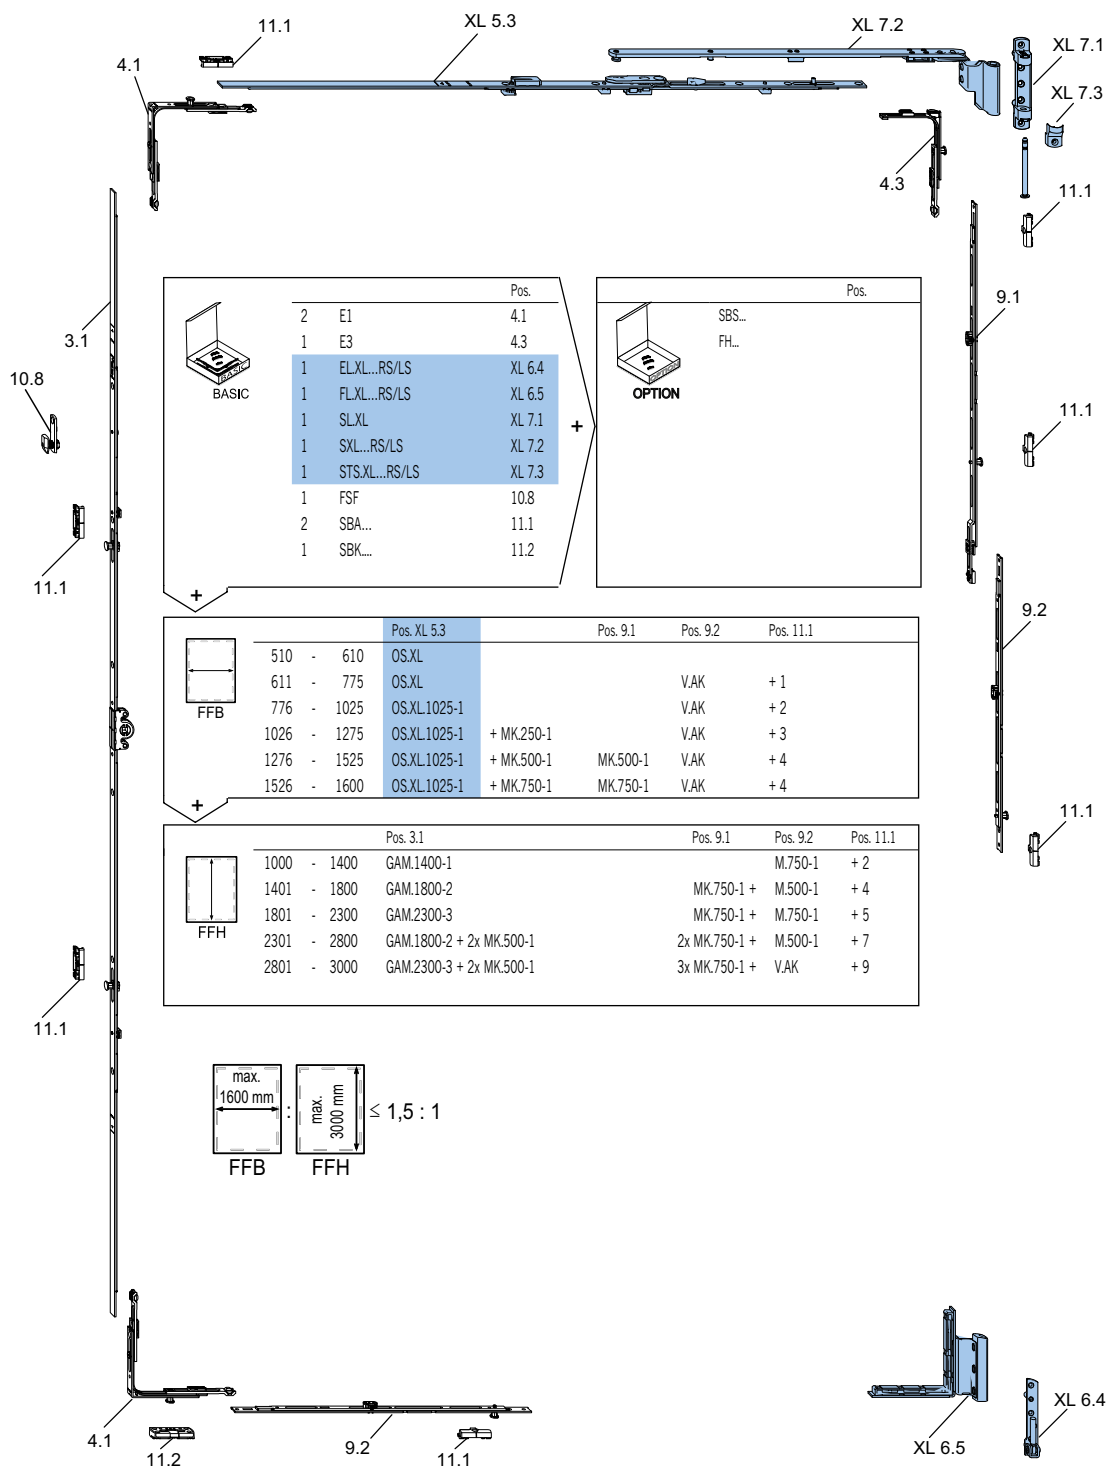 11.1
XL 5.3
XL 7.2
XL 7.1
4.1
XL 7.3
4.3
11.1
3.1
9.1
10.8
11.1
11.1
9.2
11.1
11.1
BASIC
BASIC
Pos.
2 E1 4.1
1 E3 4.3
1 EL.XL...RS/LS XL 6.4
1 FL.XL...RS/LS XL 6.5
1 SL.XL XL 7.1
1 SXL...RS/LS XL 7.2
1 STS.XL...RS/LS XL 7.3
1 FSF 10.8
2 SBA... 11.1
1 SBK.... 11.2
+
OPTION
OPTION
Pos.
SBS...
FH...
+
FFB
Pos. XL 5.3 Pos. 9.1 Pos. 9.2 Pos. 11.1
510 - 610 OS.XL
611 - 775 OS.XL V.AK + 1
776 - 1025 OS.XL.1025-1 V.AK + 2
1026 - 1275 OS.XL.1025-1 + MK.250-1 V.AK + 3
1276 - 1525 OS.XL.1025-1 + MK.500-1 MK.500-1 V.AK + 4
1526 - 1600 OS.XL.1025-1 + MK.750-1 MK.750-1 V.AK + 4
+
FFH
Pos. 3.1 Pos. 9.1 Pos. 9.2 Pos. 11.1
1000 - 1400 GAM.1400-1 M.750-1 + 2
1401 - 1800 GAM.1800-2 MK.750-1 + M.500-1 + 4
1801 - 2300 GAM.2300-3 MK.750-1 + M.750-1 + 5
2301 - 2800 GAM.1800-2 + 2x MK.500-1 2x MK.750-1 + M.500-1 + 7
2801 - 3000 GAM.2300-3 + 2x MK.500-1 3x MK.750-1 + V.AK + 9
max.
1600 mm
:
max.
3000 mm
≤ 1,5 : 1
FFB
FFH
4.1
11.2
9.2
11.1
XL 6.5
XL 6.4